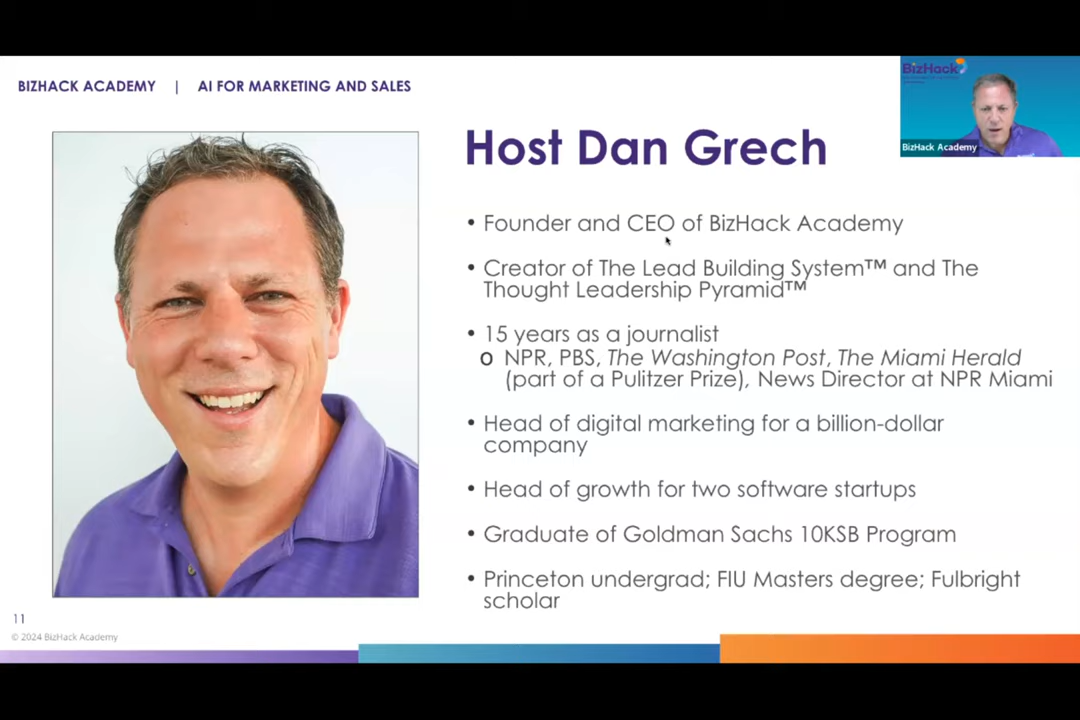 BIZHACK ACADEMY | AI FOR MARKETING AND SALES
BizHack
BizHack Academy
Host Dan Grech
• Founder and CEO of BizHack Academy
• Creator of The Lead Building System™ and The
Thought Leadership Pyramid™
• 15 years as a journalist
o NPR, PBS, The Washington Post, The Miami Herald
(part of a Pulitzer Prize), News Director at NPR Miami
• Head of digital marketing for a billion-dollar
company
• Head of growth for two software startups
• Graduate of Goldman Sachs 10KSB Program
• Princeton undergrad; FIU Masters degree; Fulbright
scholar
11
© 2024 BizHack Academy